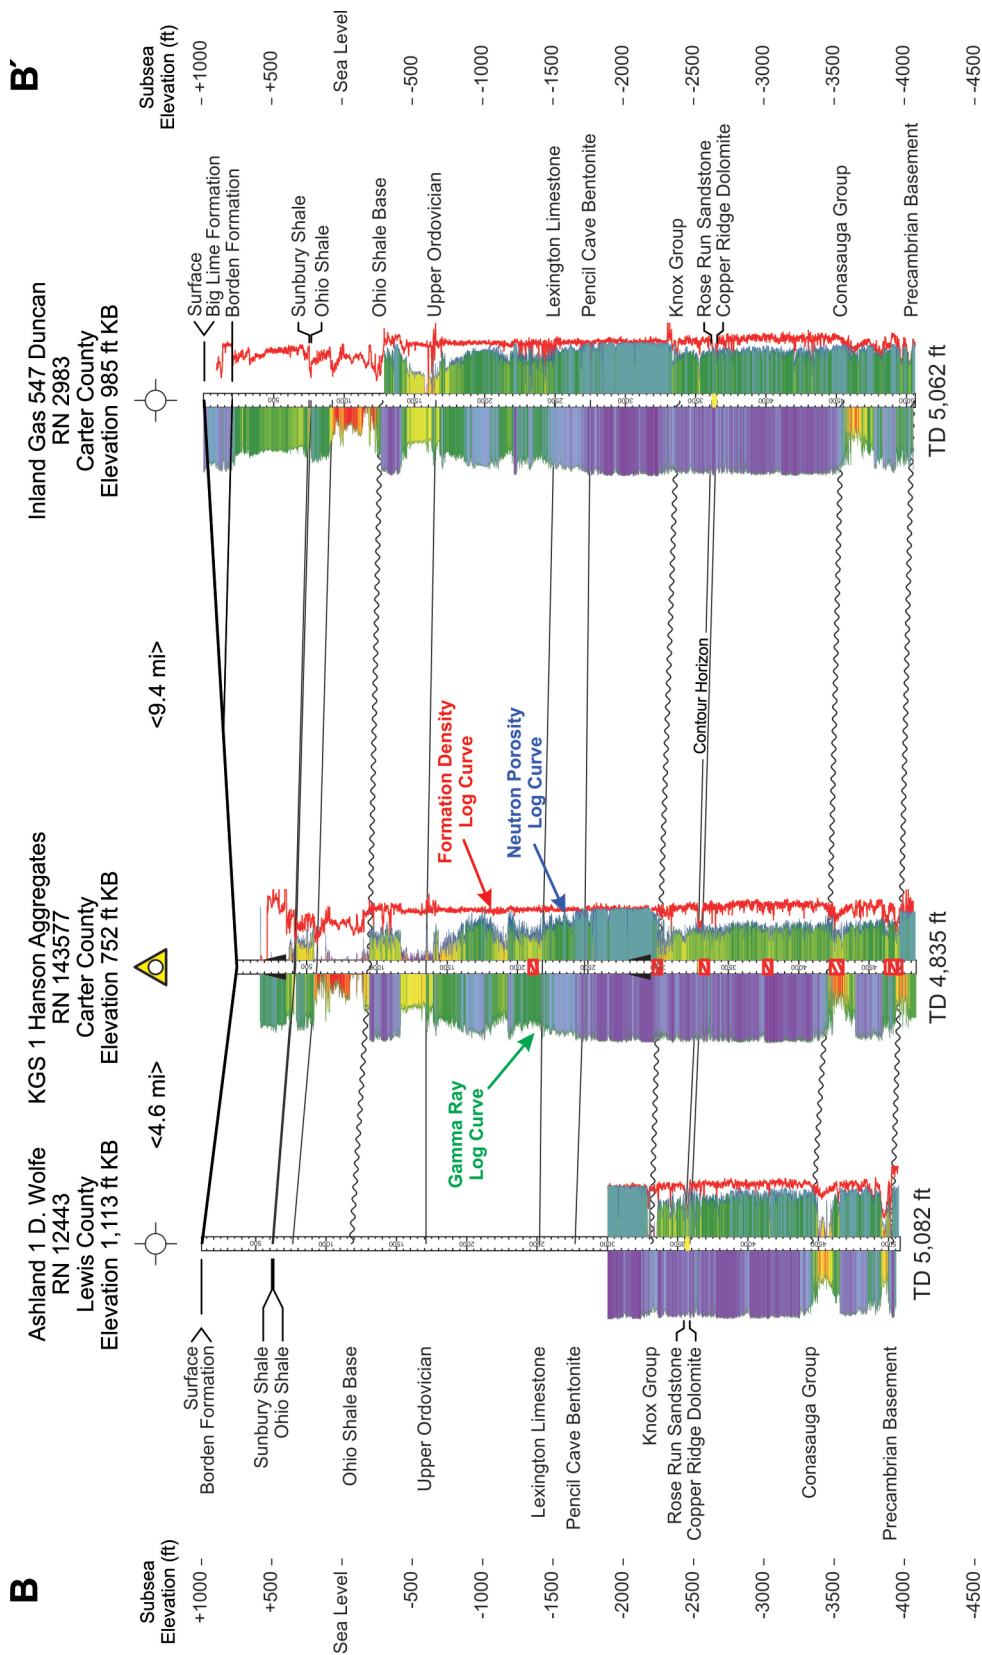 B
B´
Ashland 1 D. Wolfe
RN 12443
Lewis County
Elevation 1,113 ft KB
KGS 1 Hanson Aggregates
RN 143577
Carter County
Elevation 752 ft KB
Inland Gas 547 Duncan
RN 2983
Carter County
Elevation 985 ft KB
<4.6 mi>
<9.4 mi>
Subsea
Elevation (ft)
+1000
+500
Sea Level
-500
-1000
-1500
-2000
-2500
-3000
-3500
-4000
-4500
Surface
Borden Formation
Sunbury Shale
Ohio Shale
Ohio Shale Base
Upper Ordovician
Lexington Limestone
Pencil Cave Bentonite
Knox Group
Rose Run Sandstone
Copper Ridge Dolomite
Conasauga Group
Precambrian Basement
Gamma Ray
Log Curve
Formation Density
Log Curve
Neutron Porosity
Log Curve
Contour Horizon
TD 5,082 ft
TD 4,835 ft
TD 5,062 ft
Surface
Big Lime Formation
Borden Formation
Sunbury Shale
Ohio Shale
Ohio Shale Base
Upper Ordovician
Lexington Limestone
Pencil Cave Bentonite
Knox Group
Rose Run Sandstone
Copper Ridge Dolomite
Conasauga Group
Precambrian Basement
Subsea
Elevation (ft)
+1000
+500
Sea Level
-500
-1000
-1500
-2000
-2500
-3000
-3500
-4000
-4500